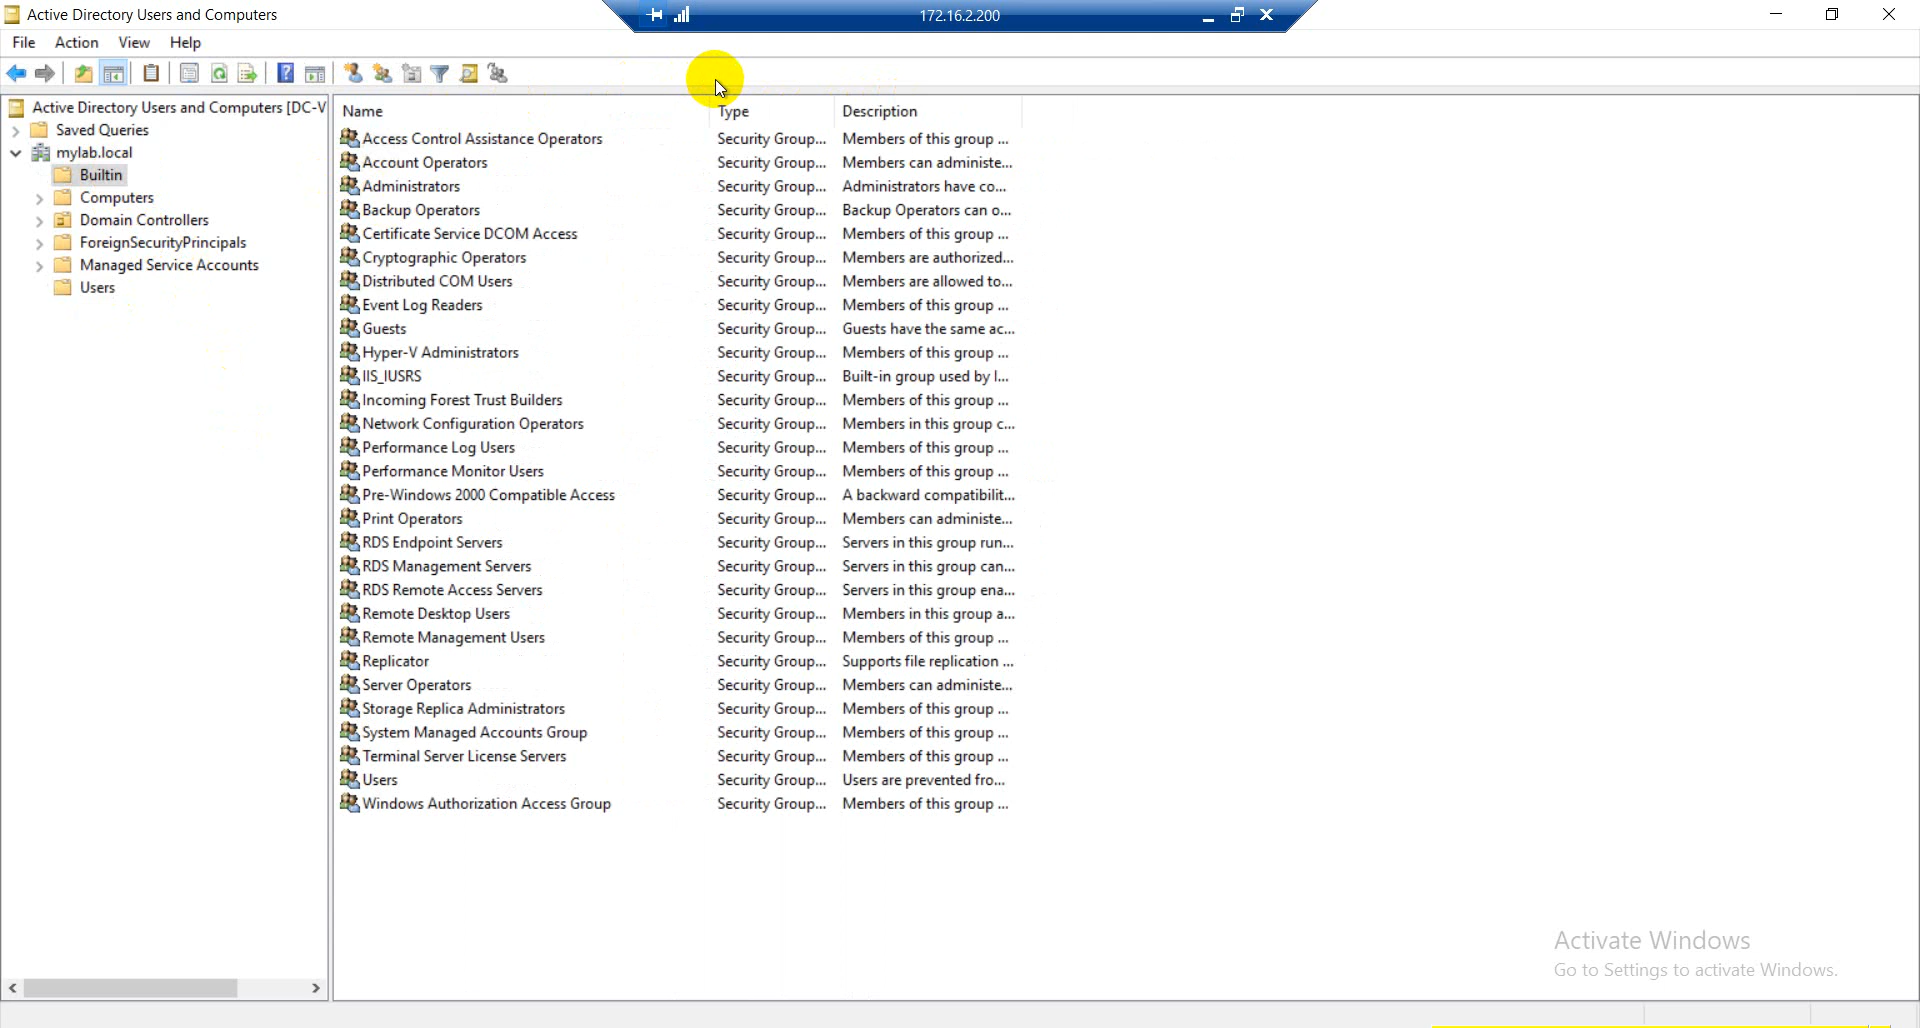 Active Directory Users and Computers
172.16.2.200
File Action View Help
Active Directory Users and Computers [DC-V
Saved Queries
mylab.local
Builtin
Computers
Domain Controllers
ForeignSecurityPrincipals
Managed Service Accounts
Users
Name Type Description
Access Control Assistance Operators Security Group... Members of this group ...
Account Operators Security Group... Members can administe...
Administrators Security Group... Administrators have co...
Backup Operators Security Group... Backup Operators can o...
Certificate Service DCOM Access Security Group... Members of this group ...
Cryptographic Operators Security Group... Members are authorized...
Distributed COM Users Security Group... Members are allowed to...
Event Log Readers Security Group... Members of this group ...
Guests Security Group... Guests have the same ac...
Hyper-V Administrators Security Group... Members of this group ...
IIS_IUSRS Security Group... Built-in group used by I...
Incoming Forest Trust Builders Security Group... Members of this group ...
Network Configuration Operators Security Group... Members in this group c...
Performance Log Users Security Group... Members of this group ...
Performance Monitor Users Security Group... Members of this group ...
Pre-Windows 2000 Compatible Access Security Group... A backward compatibilit...
Print Operators Security Group... Members can administe...
RDS Endpoint Servers Security Group... Servers in this group run...
RDS Management Servers Security Group... Servers in this group can...
RDS Remote Access Servers Security Group... Servers in this group ena...
Remote Desktop Users Security Group... Members in this group a...
Remote Management Users Security Group... Members of this group ...
Replicator Security Group... Supports file replication ...
Server Operators Security Group... Members can administe...
Storage Replica Administrators Security Group... Members of this group ...
System Managed Accounts Group Security Group... Members of this group ...
Terminal Server License Servers Security Group... Members of this group ...
Users Security Group... Users are prevented fro...
Windows Authorization Access Group Security Group... Members of this group ...
Activate Windows
Go to Settings to activate Windows.